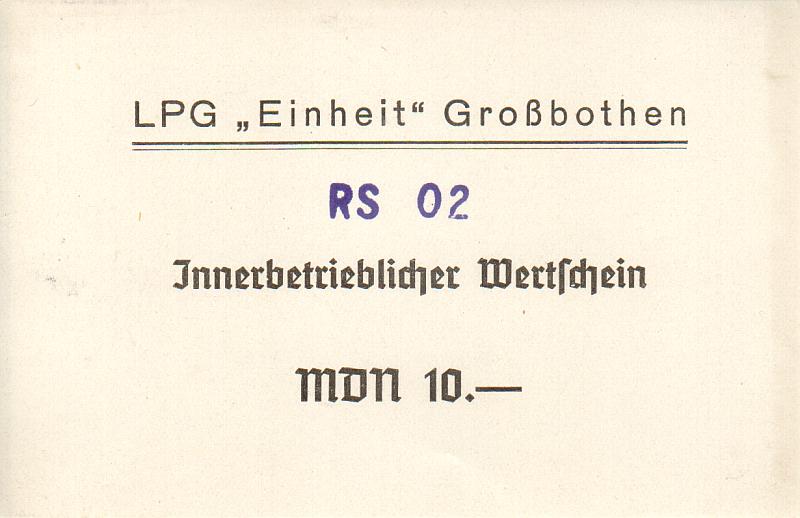 LPG „Einheit“ Großbothen
RS 02
Innerbetrieblicher Wertſchein
MDN 10.—